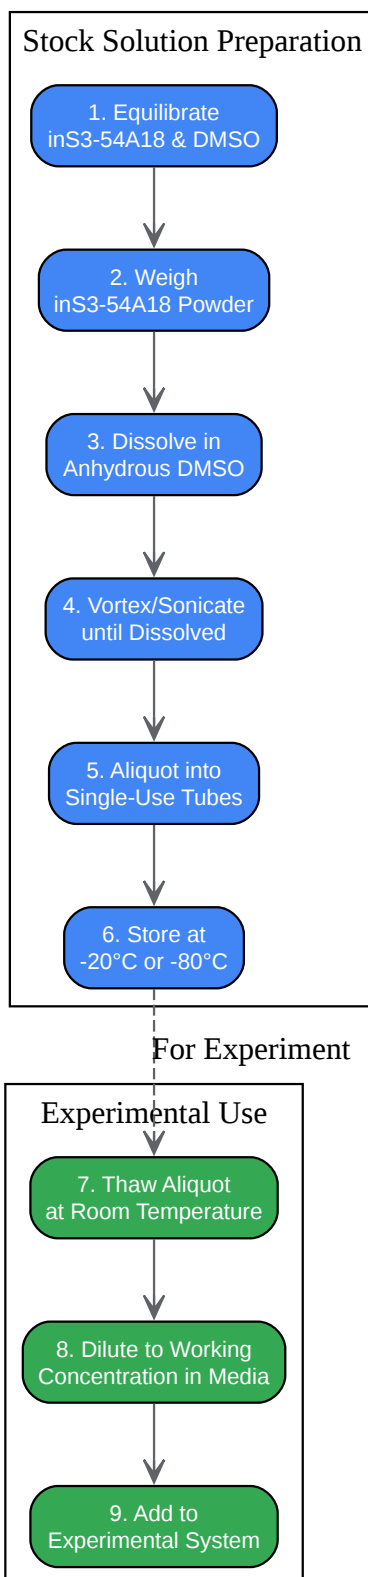 Stock Solution Preparation
1. Equilibrate
inS3-54A18 & DMSO
2. Weigh
inS3-54A18 Powder
3. Dissolve in
Anhydrous DMSO
4. Vortex/Sonicate
until Dissolved
5. Aliquot into
Single-Use Tubes
6. Store at
-20°C or -80°C
For Experiment
Experimental Use
7. Thaw Aliquot
at Room Temperature
8. Dilute to Working
Concentration in Media
9. Add to
Experimental System